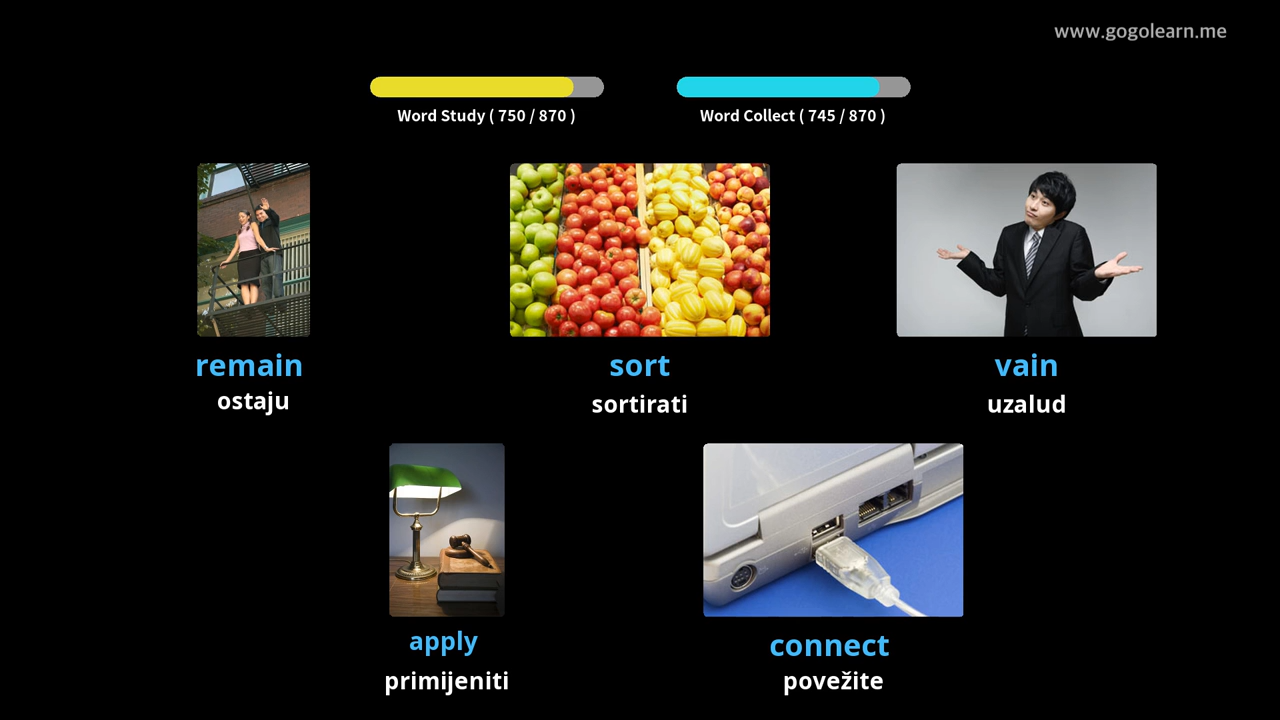 www.gogolearn.me
Word Study ( 750 / 870 )
Word Collect ( 745 / 870 )
remain
ostaju
sort
sortirati
vain
uzalud
apply
primijeniti
connect
povežite